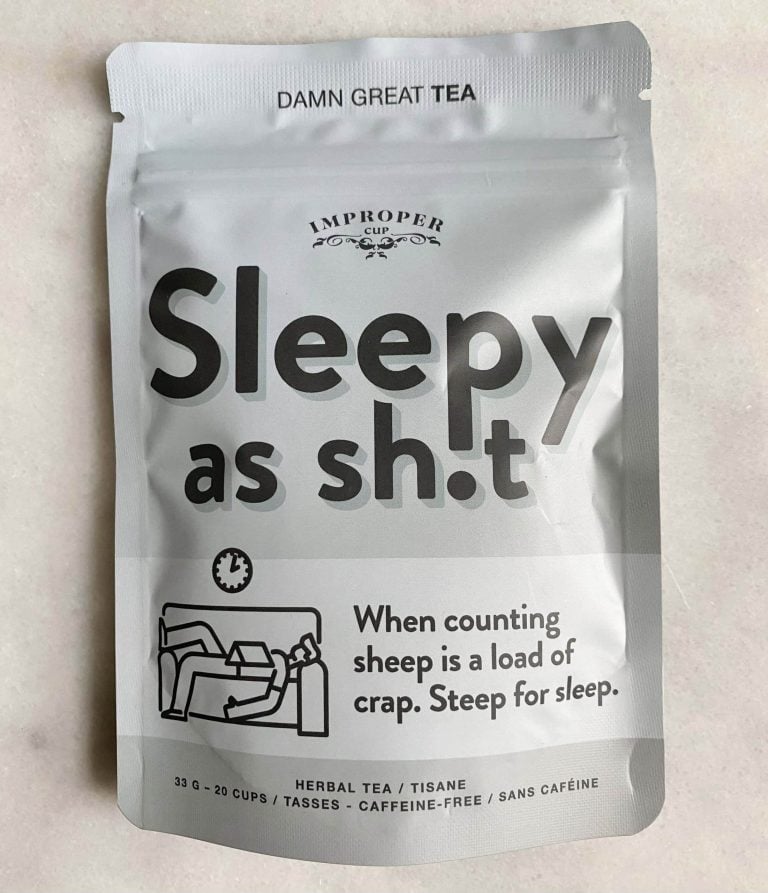 DAMN GREAT TEA
IMPROPER
CUP
Sleepy
as sh!t
When counting
sheep is a load of
crap. Steep for sleep.
HERBAL TEA / TISANE
33 G – 20 CUPS / TASSES - CAFFEINE-FREE / SANS CAFÉINE